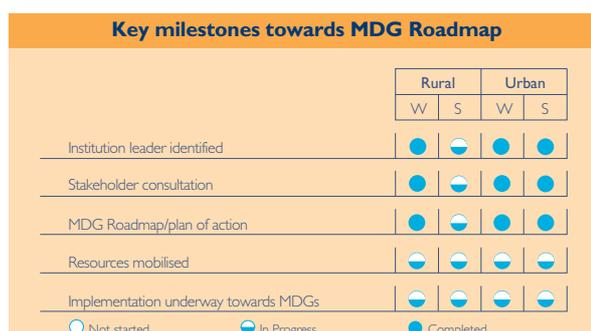 Key milestones towards MDG Roadmap
Rural Urban
W S W S
Institution leader identified
Stakeholder consultation
MDG Roadmap/plan of action
Resources mobilised
Implementation underway towards MDGs
Not started In Progress Completed